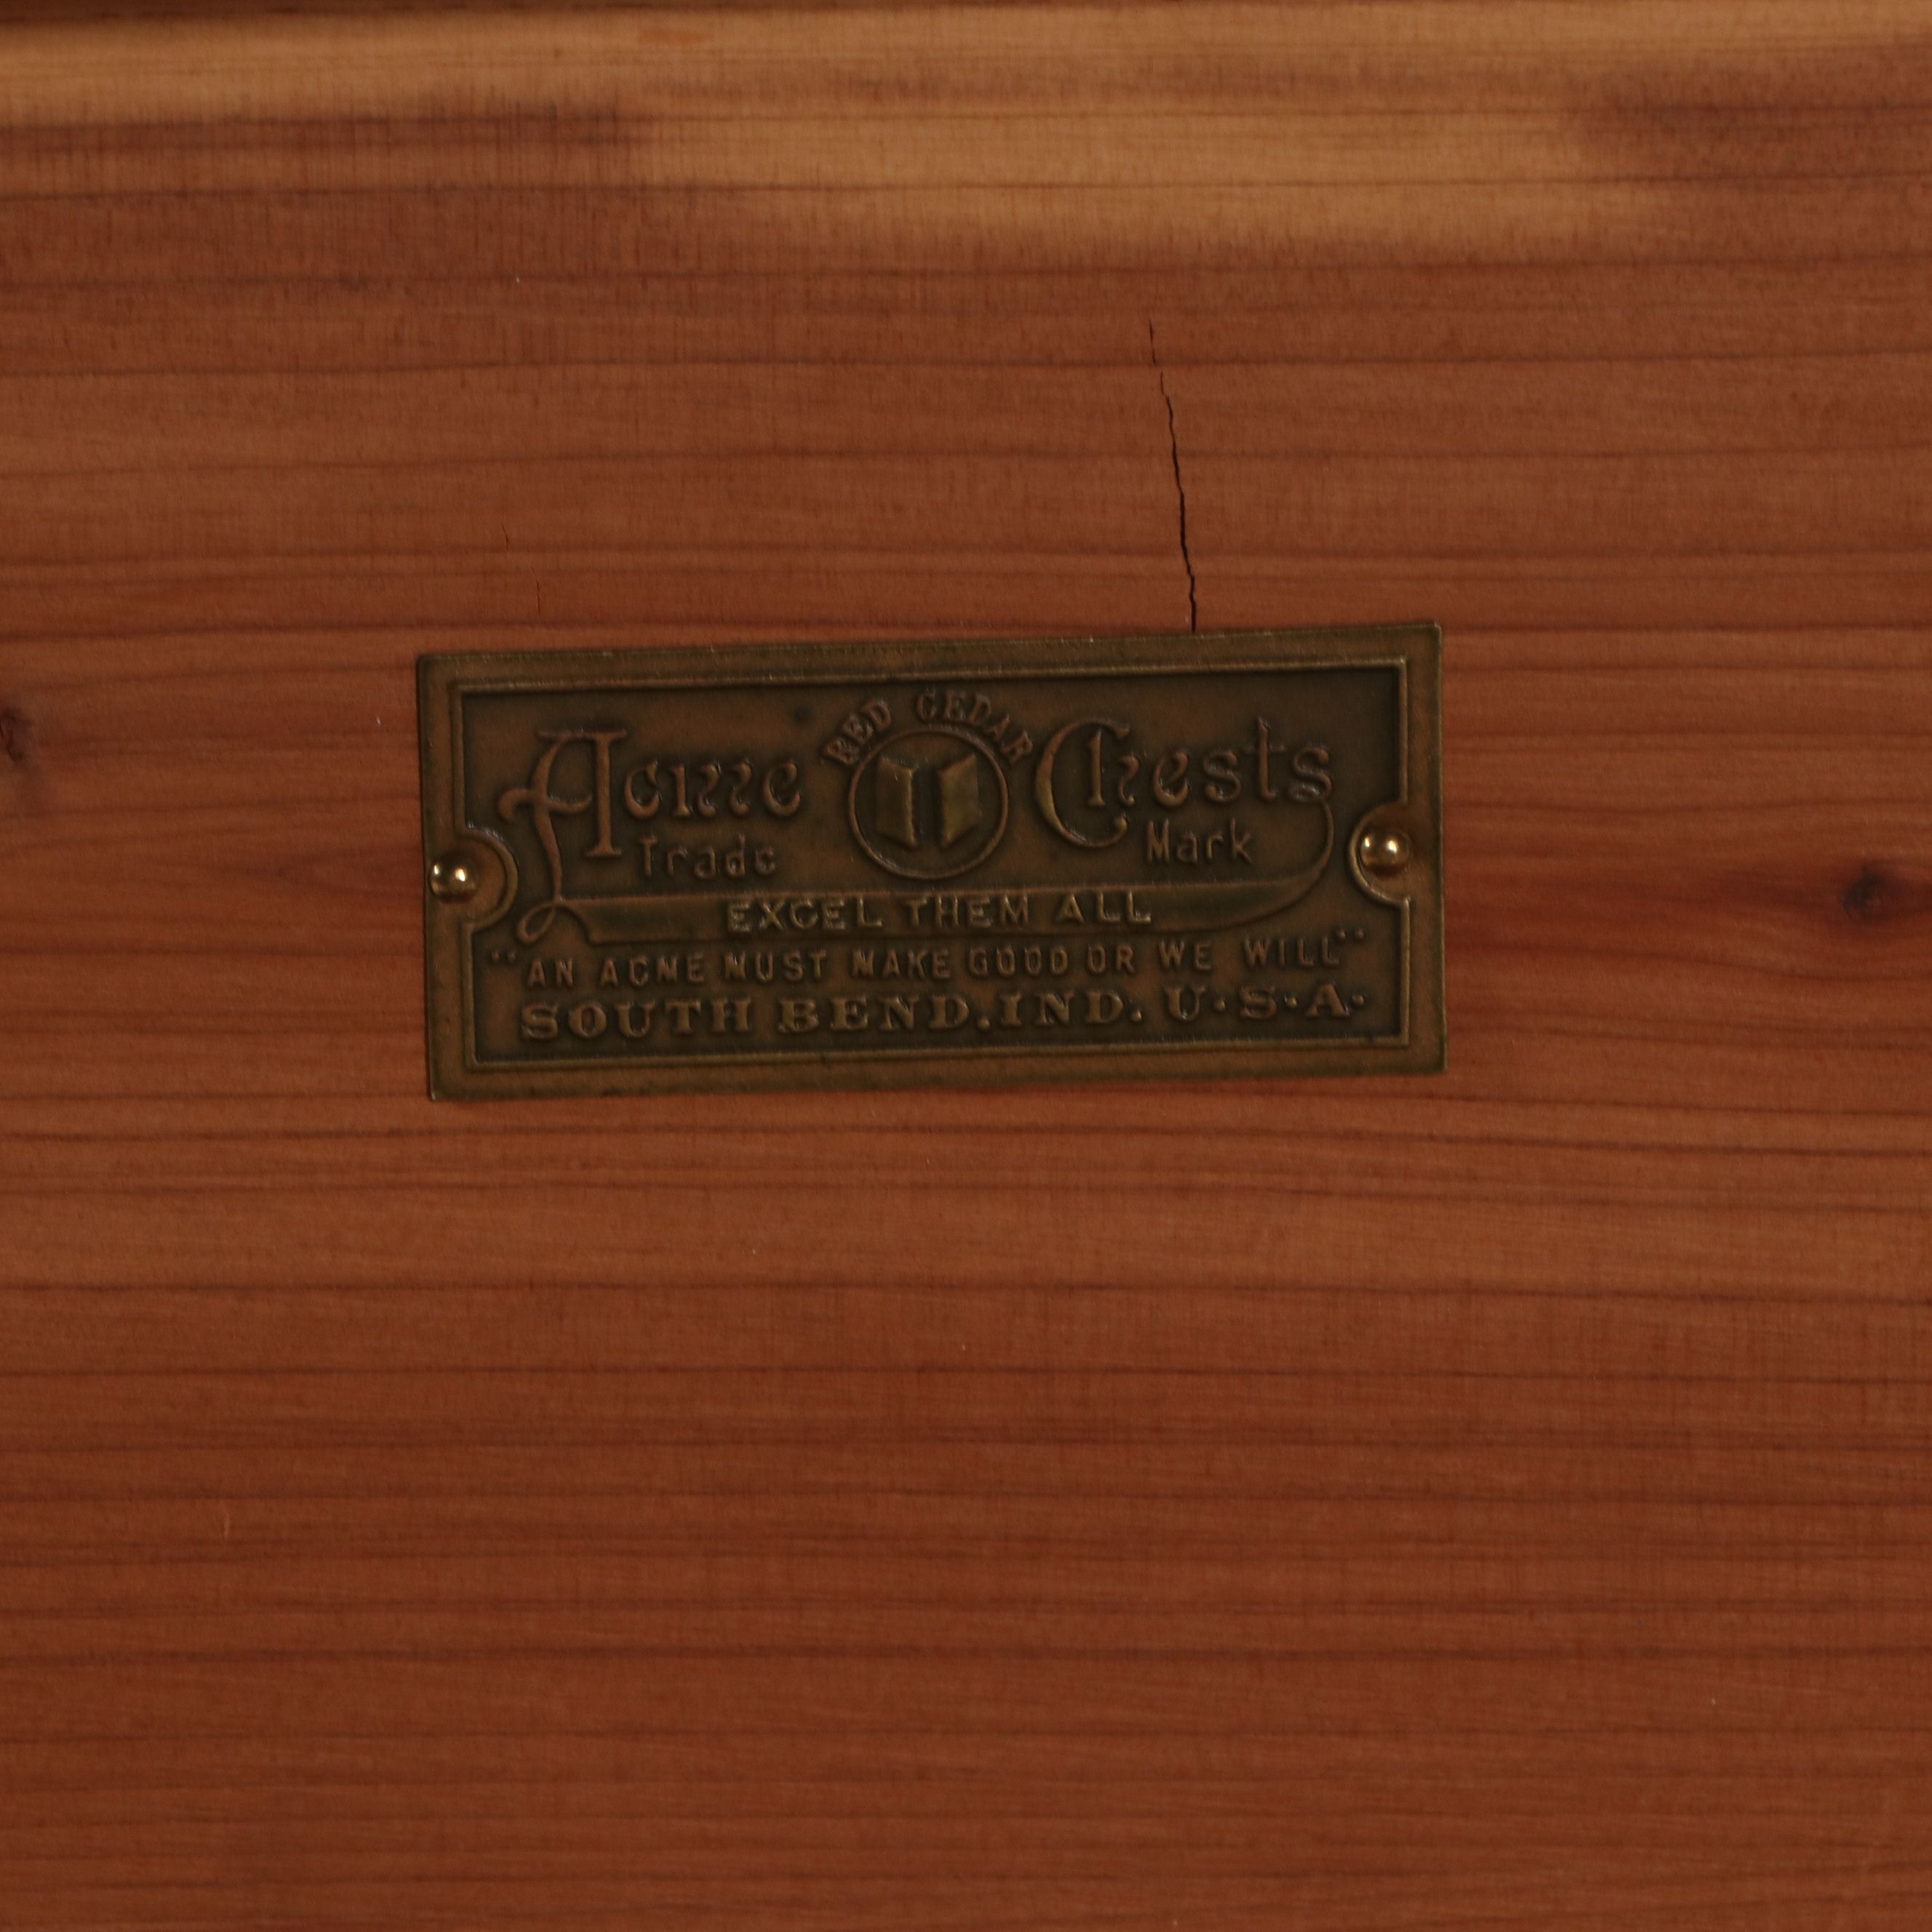 RED CEDAR
Acme Chests
Trade Mark
EXCEL THEM ALL
"AN ACME MUST MAKE GOOD OR WE WILL"
SOUTH BEND, IND. U.S.A.